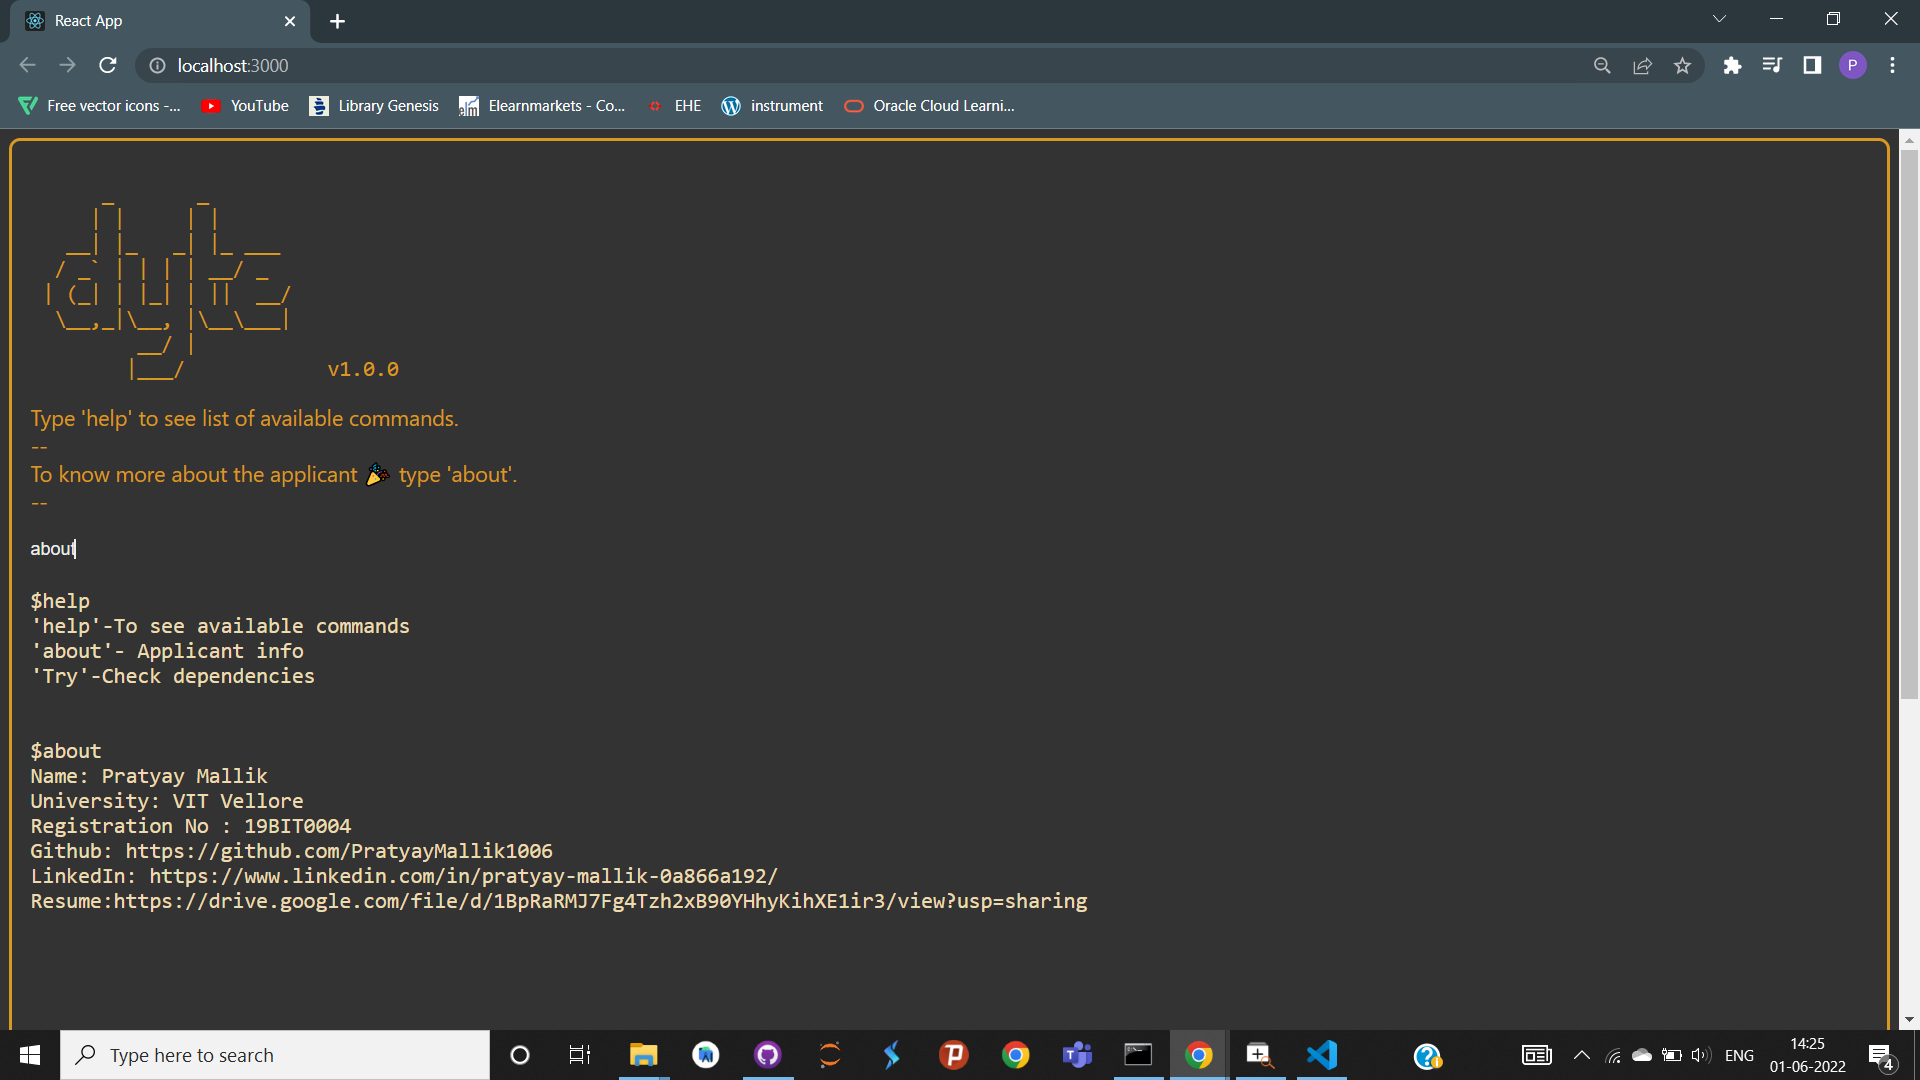 React App
localhost:3000
P
Free vector icons -...
YouTube
Library Genesis
elm
Elearnmarkets - Co...
EHE
instrument
Oracle Cloud Learni...
dyte
v1.0.0
Type 'help' to see list of available commands.
--
To know more about the applicant 🎉 type 'about'.
--
about
$help
'help'-To see available commands
'about'- Applicant info
'Try'-Check dependencies
$about
Name: Pratyay Mallik
University: VIT Vellore
Registration No : 19BIT0004
Github: https://github.com/PratyayMallik1006
LinkedIn: https://www.linkedin.com/in/pratyay-mallik-0a866a192/
Resume:https://drive.google.com/file/d/1BpRaRMJ7Fg4Tzh2xB90YHhyKihXE1ir3/view?usp=sharing
Type here to search
ENG
14:25
01-06-2022
4